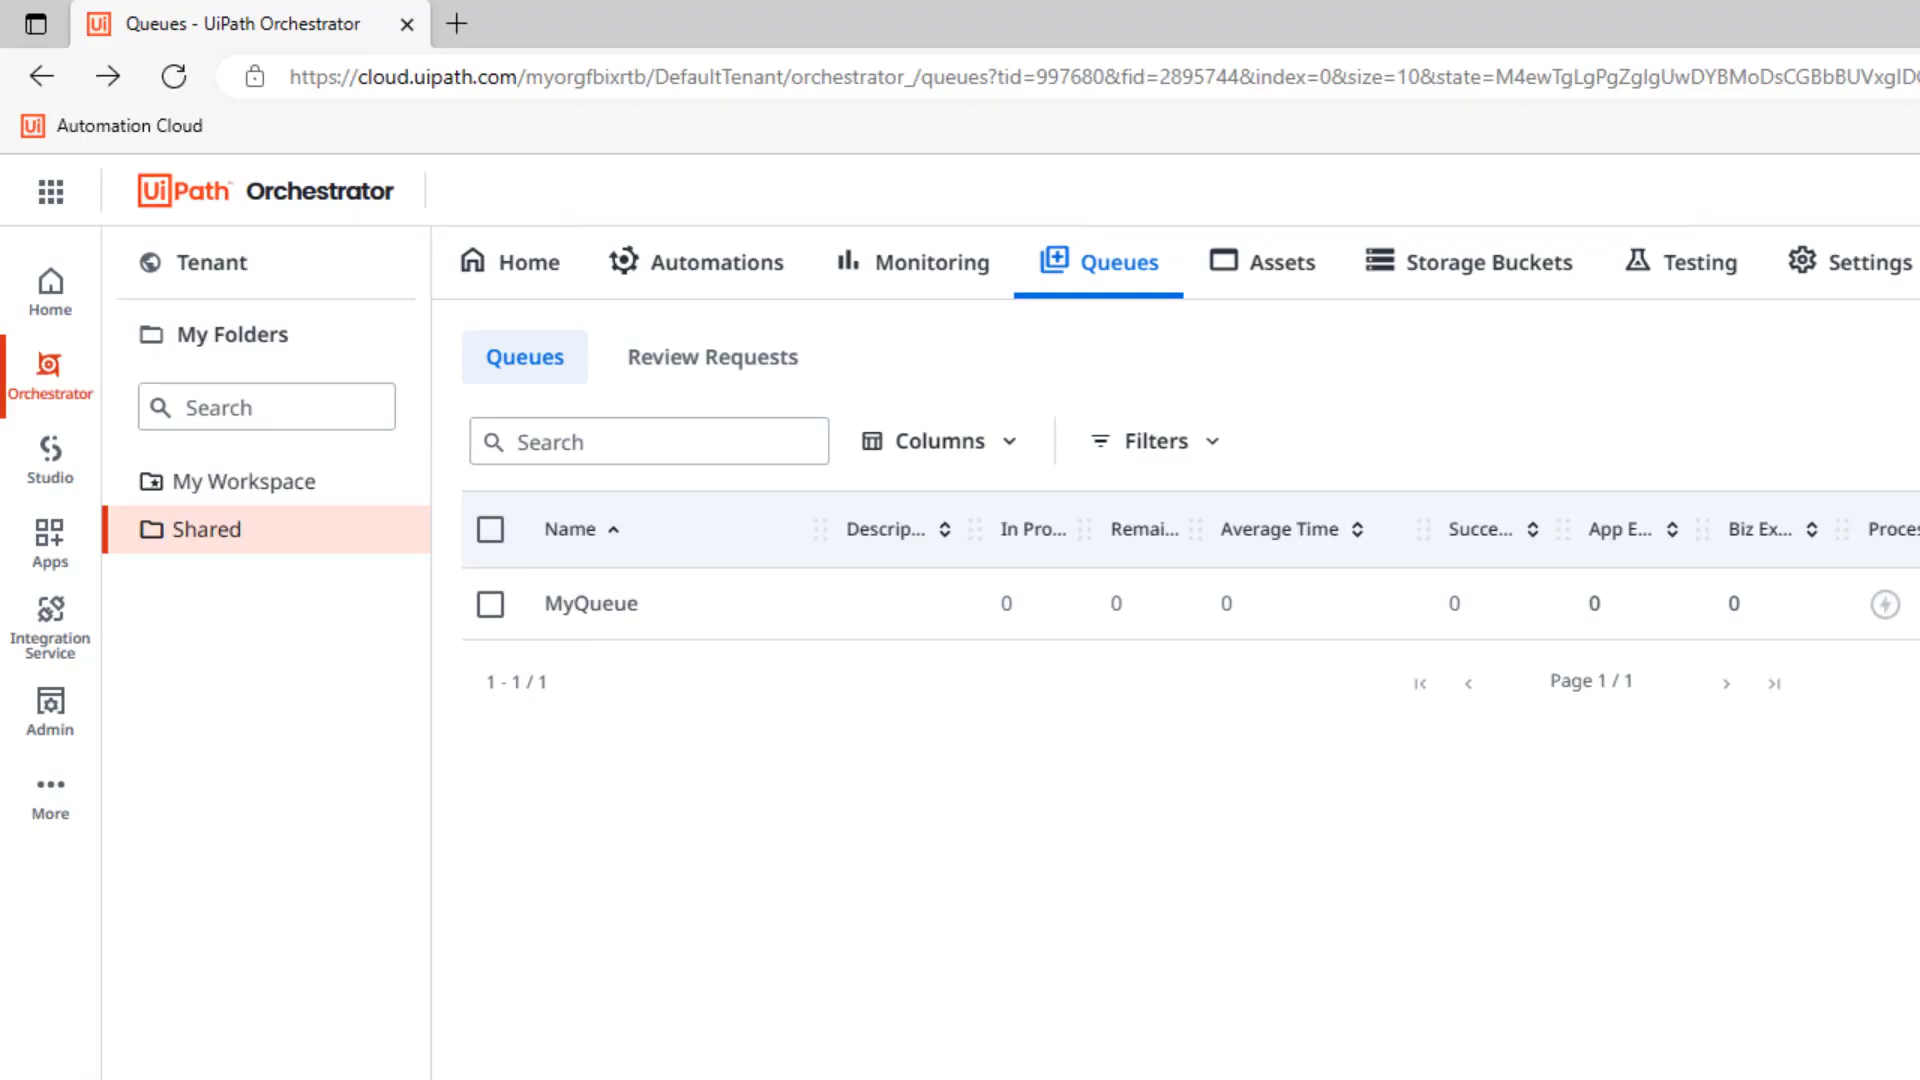 Queues - UiPath Orchestrator
https://cloud.uipath.com/myorgfbixrtb/DefaultTenant/orchestrator_/queues?tid=997680&fid=2895744&index=0&size=10&state=
Ui Automation Cloud
UiPath Orchestrator
Tenant
My Folders
Search
My Workspace
Shared
Home
Orchestrator
Studio
Apps
Integration
Service
Admin
More
Home Automations Monitoring Queues Assets Storage Buckets Testing Settings
Queues Review Requests
Search Columns Filters
Name Descrip... In Pro... Remai... Average Time Succe... App E... Biz Ex... Proces
MyQueue 0 0 0 0 0 0
1 - 1 / 1 Page 1 / 1